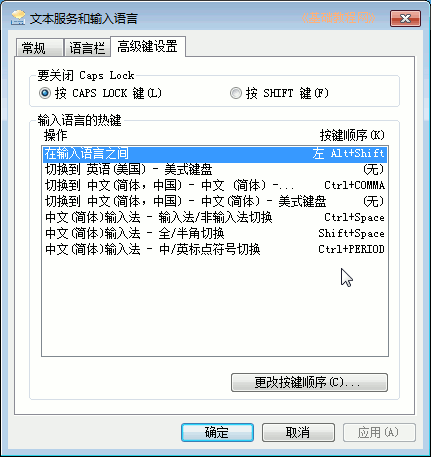 文本服务和输入语言
常规
语言栏
高级键设置
要关闭 Caps Lock
按 CAPS LOCK 键(L)
按 SHIFT 键(F)
输入语言的热键
操作 按键顺序(K)
在输入语言之间 左 Alt+Shift
切换到 英语(美国) - 美式键盘 (无)
切换到 中文(简体，中国) - 中文 (简体) -... Ctrl+COMMA
切换到 中文(简体，中国) - 中文(简体) - 美式键盘 (无)
中文(简体)输入法 - 输入法/非输入法切换 Ctrl+Space
中文(简体)输入法 - 全/半角切换 Shift+Space
中文(简体)输入法 - 中/英标点符号切换 Ctrl+PERIOD
更改按键顺序(C)...
确定
取消
应用(A)